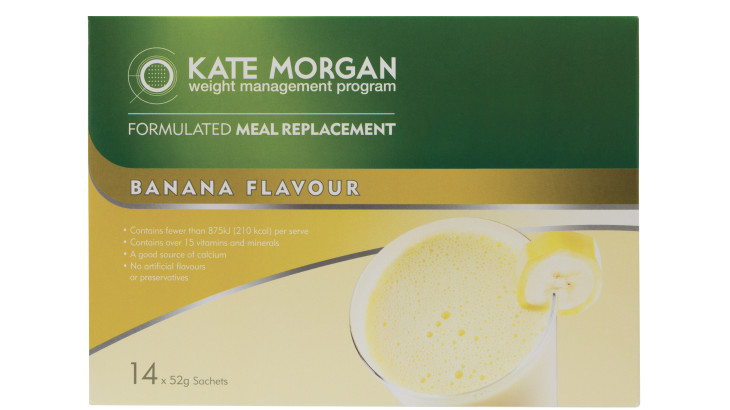 KATE MORGAN
weight management program
FORMULATED MEAL REPLACEMENT
BANANA FLAVOUR
• Contains fewer than 875kJ (210 kcal) per serve
• Contains over 15 vitamins and minerals
• A good source of calcium
• No artificial flavours
or preservatives
14 x 52g Sachets